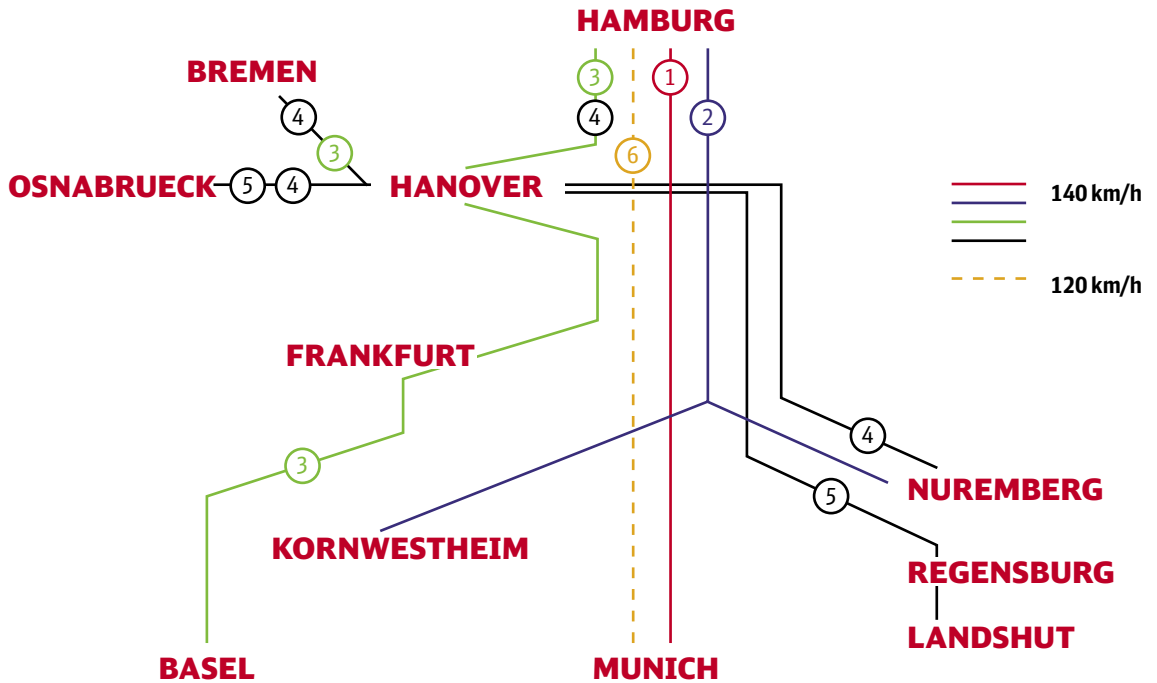 HAMBURG
BREMEN
3
1
4
4
2
3
6
OSNABRUECK
5
4
HANOVER
140 km/h
120 km/h
FRANKFURT
4
3
NUREMBERG
5
KORNWESTHEIM
REGENSBURG
LANDSHUT
BASEL
MUNICH